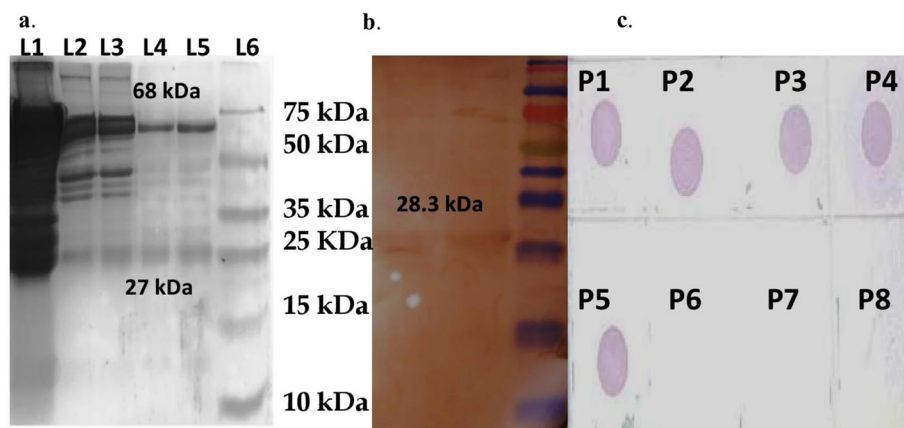 a.
L1 L2 L3 L4 L5 L6
68 kDa
27 kDa
75 kDa
50 kDa
35 kDa
25 KDa
15 kDa
10 kDa
b.
28.3 kDa
c.
P1 P2 P3 P4
P5 P6 P7 P8